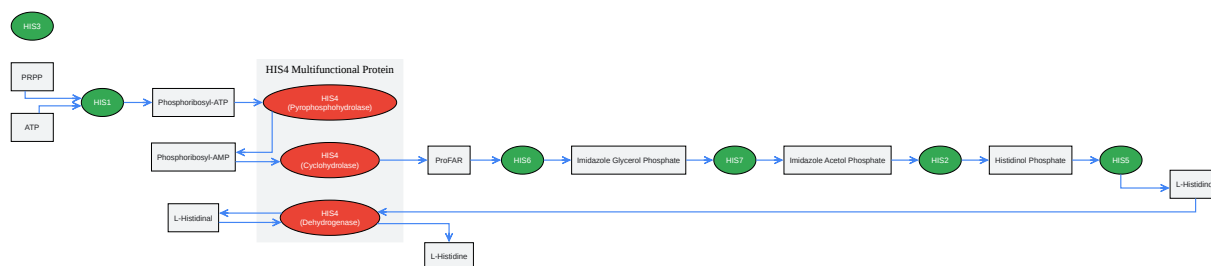 HIS3
HIS4 Multifunctional Protein
PRPP
HIS1
Phosphoribosyl-ATP
HIS4
(Pyrophosphohydrolase)
ATP
Phosphoribosyl-AMP
HIS4
(Cyclohydrolase)
ProFAR
HIS6
Imidazole Glycerol Phosphate
HIS7
Imidazole Acetol Phosphate
HIS2
Histidinol Phosphate
HIS5
L-Histidinol
L-Histidinal
HIS4
(Dehydrogenase)
L-Histidine